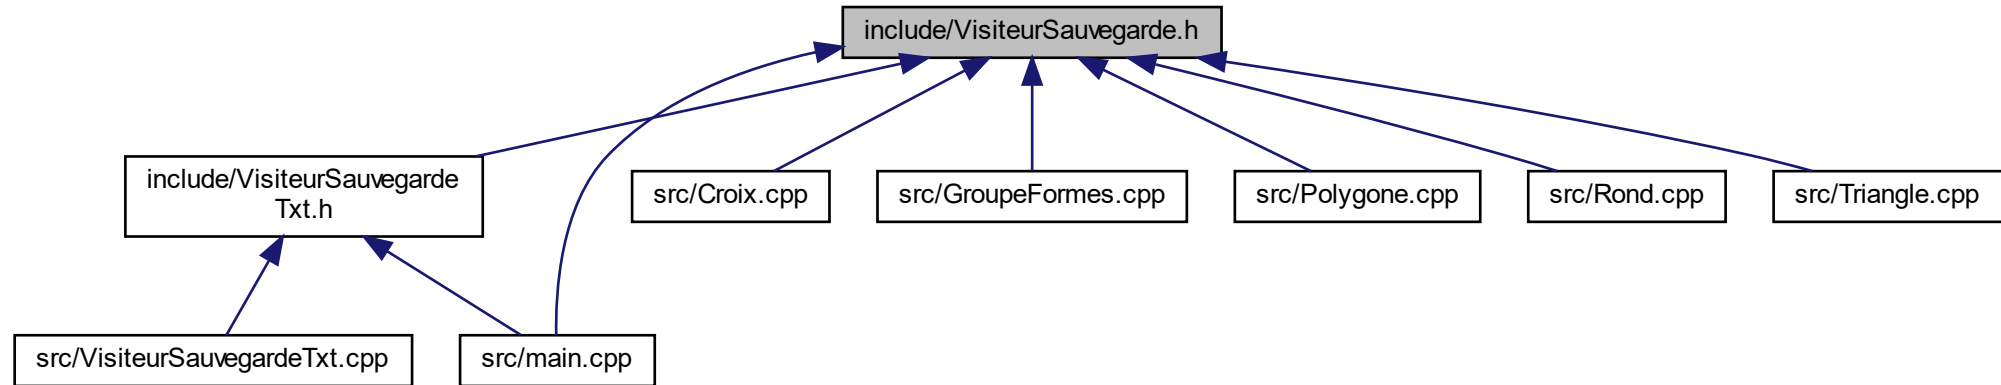 include/VisiteurSauvegarde.h
include/VisiteurSauvegarde
Txt.h
src/Croix.cpp
src/GroupeFormes.cpp
src/Polygone.cpp
src/Rond.cpp
src/Triangle.cpp
src/VisiteurSauvegardeTxt.cpp
src/main.cpp